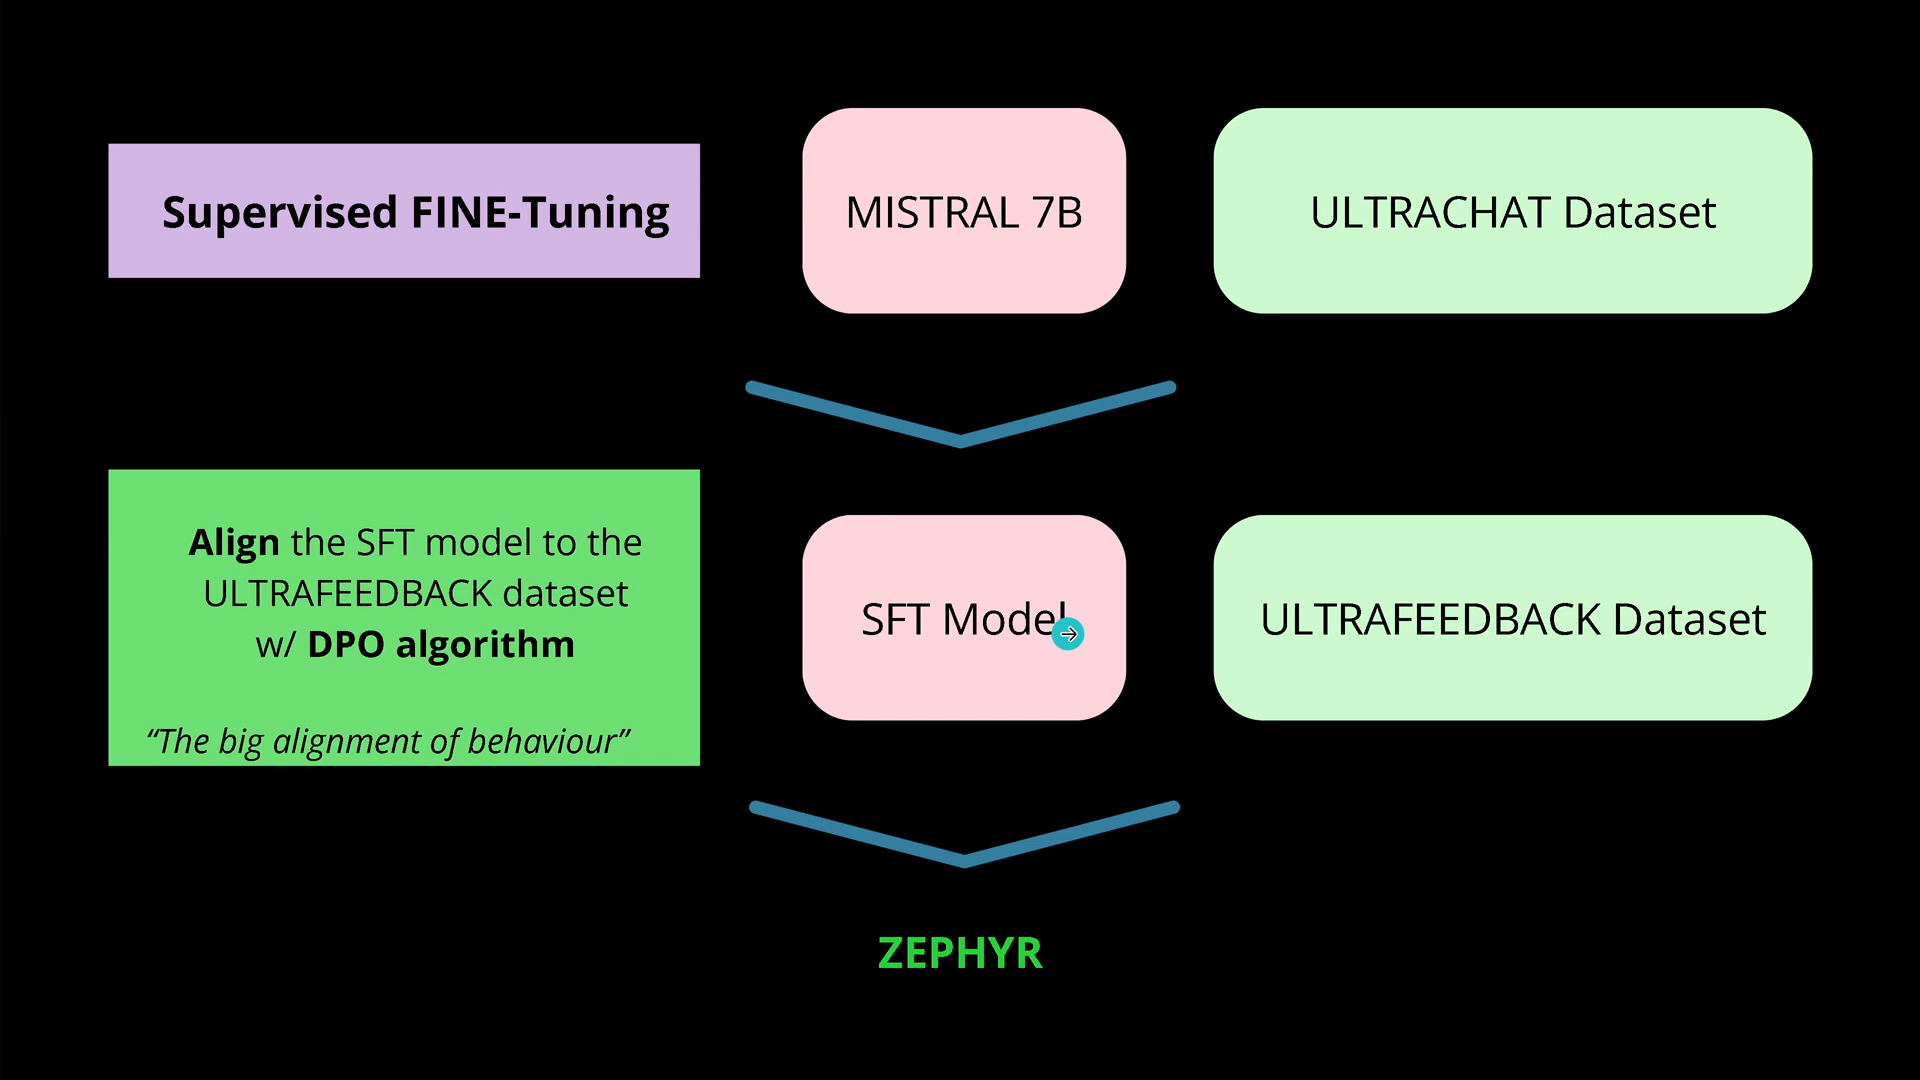 Supervised FINE-Tuning
MISTRAL 7B
ULTRACHAT Dataset
Align the SFT model to the
ULTRAFEEDBACK dataset
w/ DPO algorithm
“The big alignment of behaviour”
SFT Model
ULTRAFEEDBACK Dataset
ZEPHYR